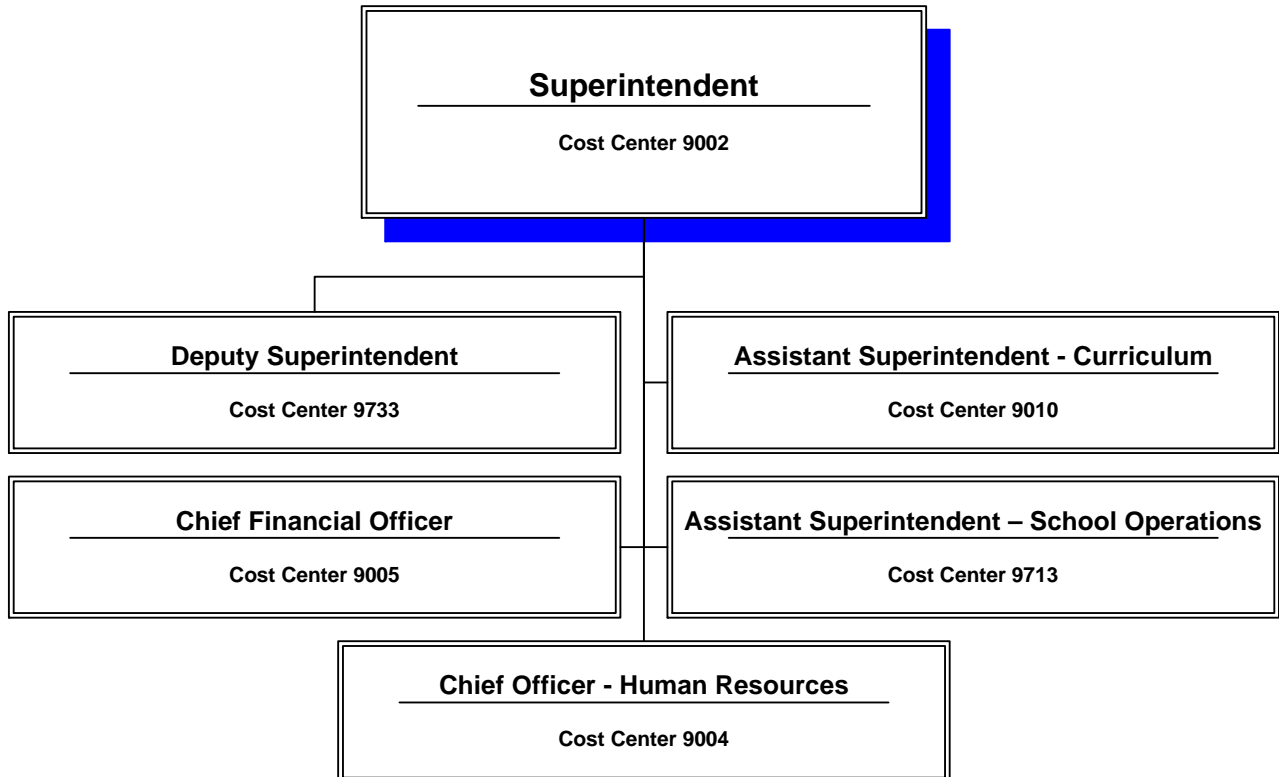 Superintendent
Cost Center 9002
Deputy Superintendent
Cost Center 9733
Assistant Superintendent - Curriculum
Cost Center 9010
Chief Financial Officer
Cost Center 9005
Assistant Superintendent – School Operations
Cost Center 9713
Chief Officer - Human Resources
Cost Center 9004